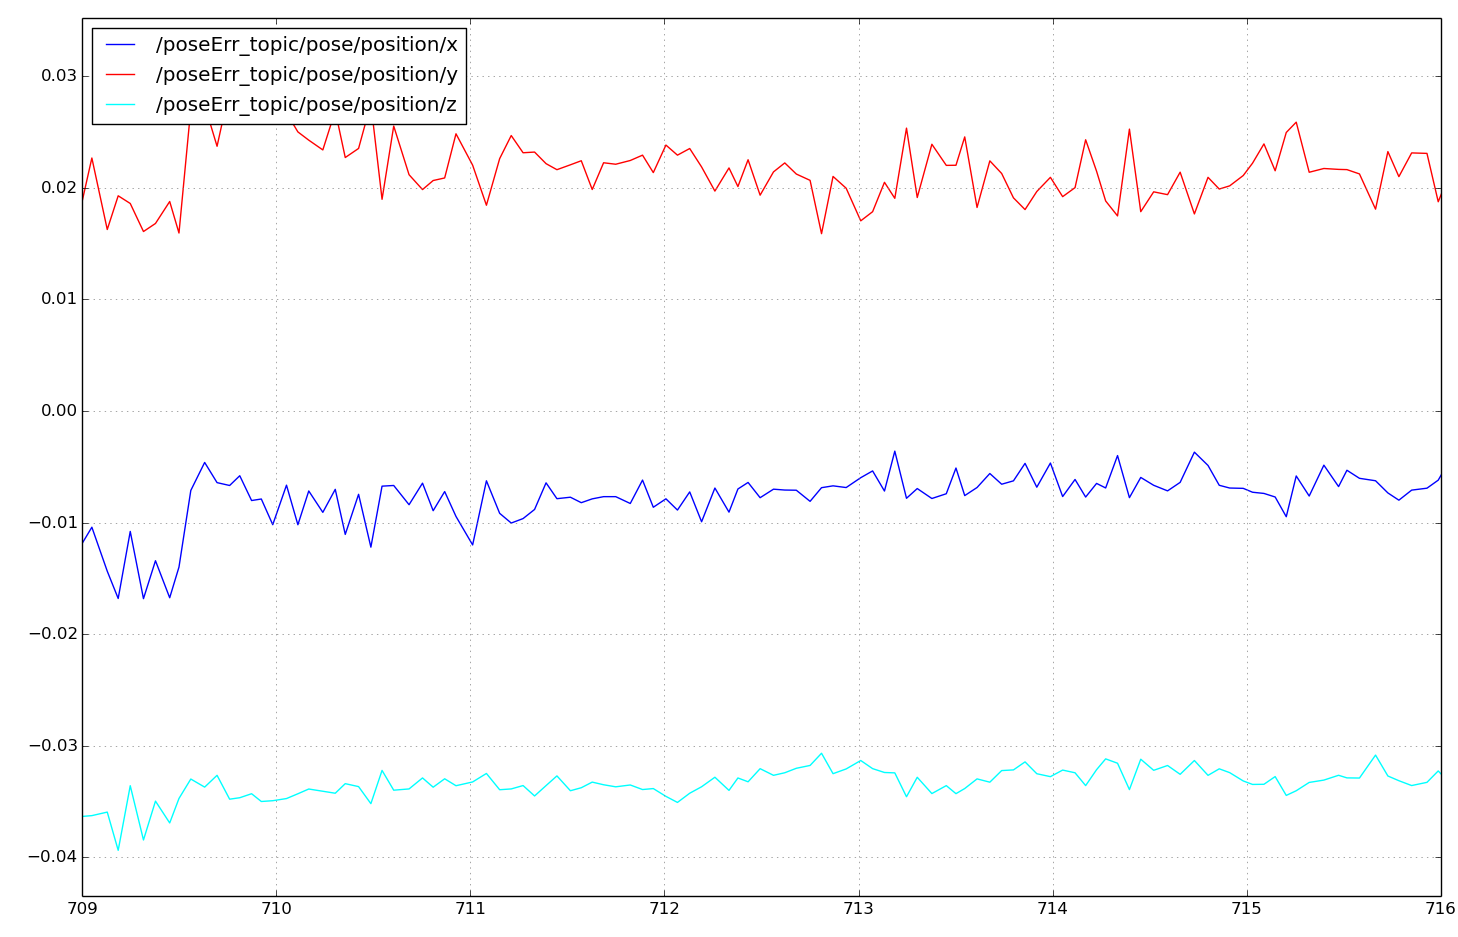 /poseErr_topic/pose/position/x
/poseErr_topic/pose/position/y
/poseErr_topic/pose/position/z
0.03
0.02
0.01
0.00
−0.01
−0.02
−0.03
−0.04
709 710 711 712 713 714 715 716